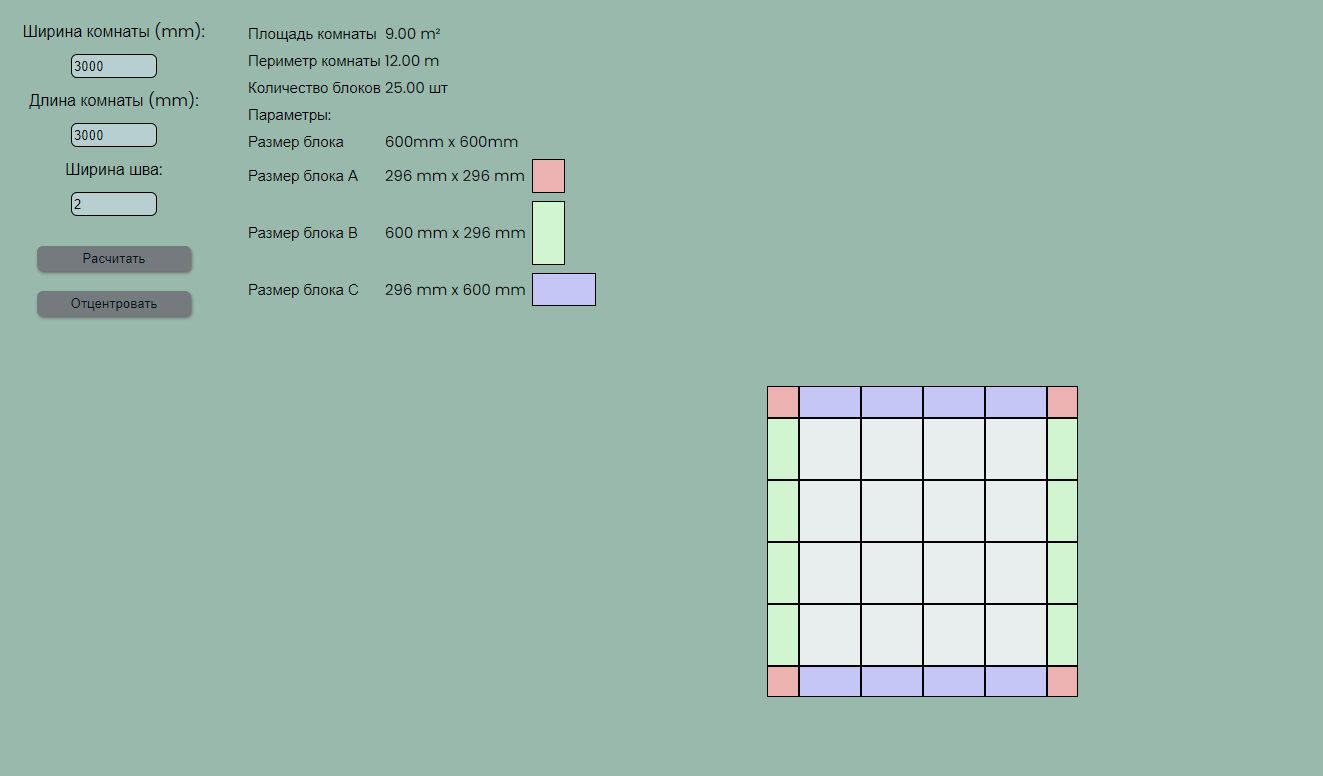 Ширина комнаты (mm):
3000
Длина комнаты (mm):
3000
Ширина шва:
2
Расчитать
Отцентровать
Площадь комнаты 9.00 m²
Периметр комнаты 12.00 m
Количество блоков 25.00 шт
Параметры:
Размер блока 600mm x 600mm
Размер блока A 296 mm x 296 mm
Размер блока B 600 mm x 296 mm
Размер блока C 296 mm x 600 mm